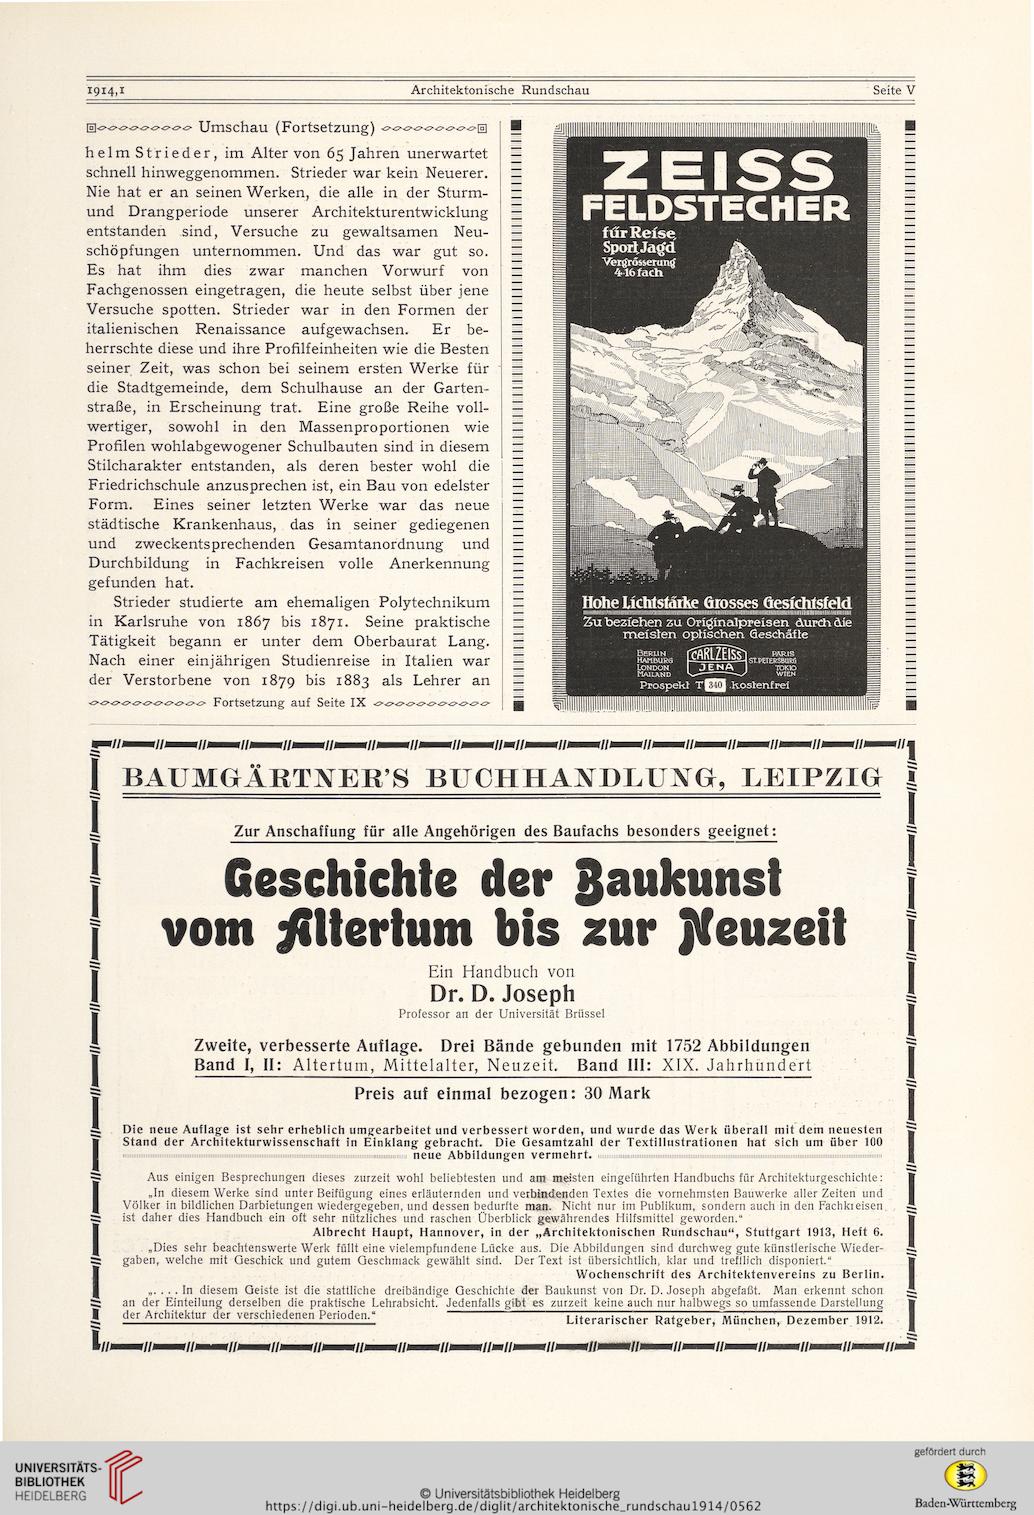 1914,1 Architektonische Rundschau Seite V
Umschau (Fortsetzung)
helm Strieder, im Alter von 65 Jahren unerwartet
schnell hinweggenommen. Strieder war kein Neuerer.
Nie hat er an seinen Werken, die alle in der Sturm-
und Drangperiode unserer Architekturentwicklung
entstanden sind, Versuche zu gewaltsamen Neu-
schöpfungen unternommen. Und das war gut so.
Es hat ihm dies zwar manchen Vorwurf von
Fachgenossen eingetragen, die heute selbst über jene
Versuche spotten. Strieder war in den Formen der
italienischen Renaissance aufgewachsen. Er be-
herrschte diese und ihre Profilfeinheiten wie die Besten
seiner Zeit, was schon bei seinem ersten Werke für
die Stadtgemeinde, dem Schulhause an der Garten-
straße, in Erscheinung trat. Eine große Reihe voll-
wertiger, sowohl in den Massenproportionen wie
Profilen wohlabgewogener Schulbauten sind in diesem
Stilcharakter entstanden, als deren bester wohl die
Friedrichschule anzusprechen ist, ein Bau von edelster
Form. Eines seiner letzten Werke war das neue
städtische Krankenhaus, das in seiner gediegenen
und zweckentsprechenden Gesamtanordnung und
Durchbildung in Fachkreisen volle Anerkennung
gefunden hat.
Strieder studierte am ehemaligen Polytechnikum
in Karlsruhe von 1867 bis 1871. Seine praktische
Tätigkeit begann er unter dem Oberbaurat Lang.
Nach einer einjährigen Studienreise in Italien war
der Verstorbene von 1879 bis 1883 als Lehrer an
Fortsetzung auf Seite IX
ZEISS
FELDSTECHER
für Reise,
Sport, Jagd
Vergrösserung
4-16 fach
Hohe Lichtstärke Grosses Gesichtsfeld
Zu beziehen zu Originalpreisen durch die
meisten optischen Geschäfte
BERLIN
HAMBURG
LONDON
MAILAND
CARL ZEISS
JENA
PARIS
ST. PETERSBURG
TOKIO
WIEN
Prospekt T 340 kostenfrei
BAUMGÄRTNER'S BUCHHANDLUNG, LEIPZIG
Zur Anschaffung für alle Angehörigen des Baufachs besonders geeignet:
Geschichte der Baukunst
vom Altertum bis zur Neuzeit
Ein Handbuch von
Dr. D. Joseph
Professor an der Universität Brüssel
Zweite, verbesserte Auflage. Drei Bände gebunden mit 1752 Abbildungen
Band I, II: Altertum, Mittelalter, Neuzeit. Band III: XIX. Jahrhundert
Preis auf einmal bezogen: 30 Mark
Die neue Auflage ist sehr erheblich umgearbeitet und verbessert worden, und wurde das Werk überall mit dem neuesten
Stand der Architekturwissenschaft in Einklang gebracht. Die Gesamtzahl der Textillustrationen hat sich um über 100
neue Abbildungen vermehrt.
Aus einigen Besprechungen dieses zurzeit wohl beliebtesten und am meisten eingeführten Handbuchs für Architekturgeschichte:
„In diesem Werke sind unter Beifügung eines erläuternden und verbindenden Textes die vornehmsten Bauwerke aller Zeiten und
Völker in bildlichen Darbietungen wiedergegeben, und dessen bedurfte man. Nicht nur im Publikum, sondern auch in den Fachkreisen
ist daher dies Handbuch ein oft sehr nützliches und raschen Überblick gewährendes Hilfsmittel geworden.“
Albrecht Haupt, Hannover, in der „Architektonischen Rundschau“, Stuttgart 1913, Heft 6.
„Dies sehr beachtenswerte Werk füllt eine vielempfundene Lücke aus. Die Abbildungen sind durchweg gute künstlerische Wieder-
gaben, welche mit Geschick und gutem Geschmack gewählt sind. Der Text ist übersichtlich, klar und trefflich disponiert.“
Wochenschrift des Architektenvereins zu Berlin.
„. . . . In diesem Geiste ist die stattliche dreibändige Geschichte der Baukunst von Dr. D. Joseph abgefaßt. Man erkennt schon
an der Einteilung derselben die praktische Lehrabsicht. Jedenfalls gibt es zurzeit keine auch nur halbwegs so umfassende Darstellung
der Architektur der verschiedenen Perioden.“
Literarischer Ratgeber, München, Dezember 1912.
UNIVERSITÄTS-
BIBLIOTHEK
HEIDELBERG
© Universitätsbibliothek Heidelberg
https://digi.ub.uni-heidelberg.de/diglit/architektonische_rundschau1914/0562
gefördert durch
Baden-Württemberg